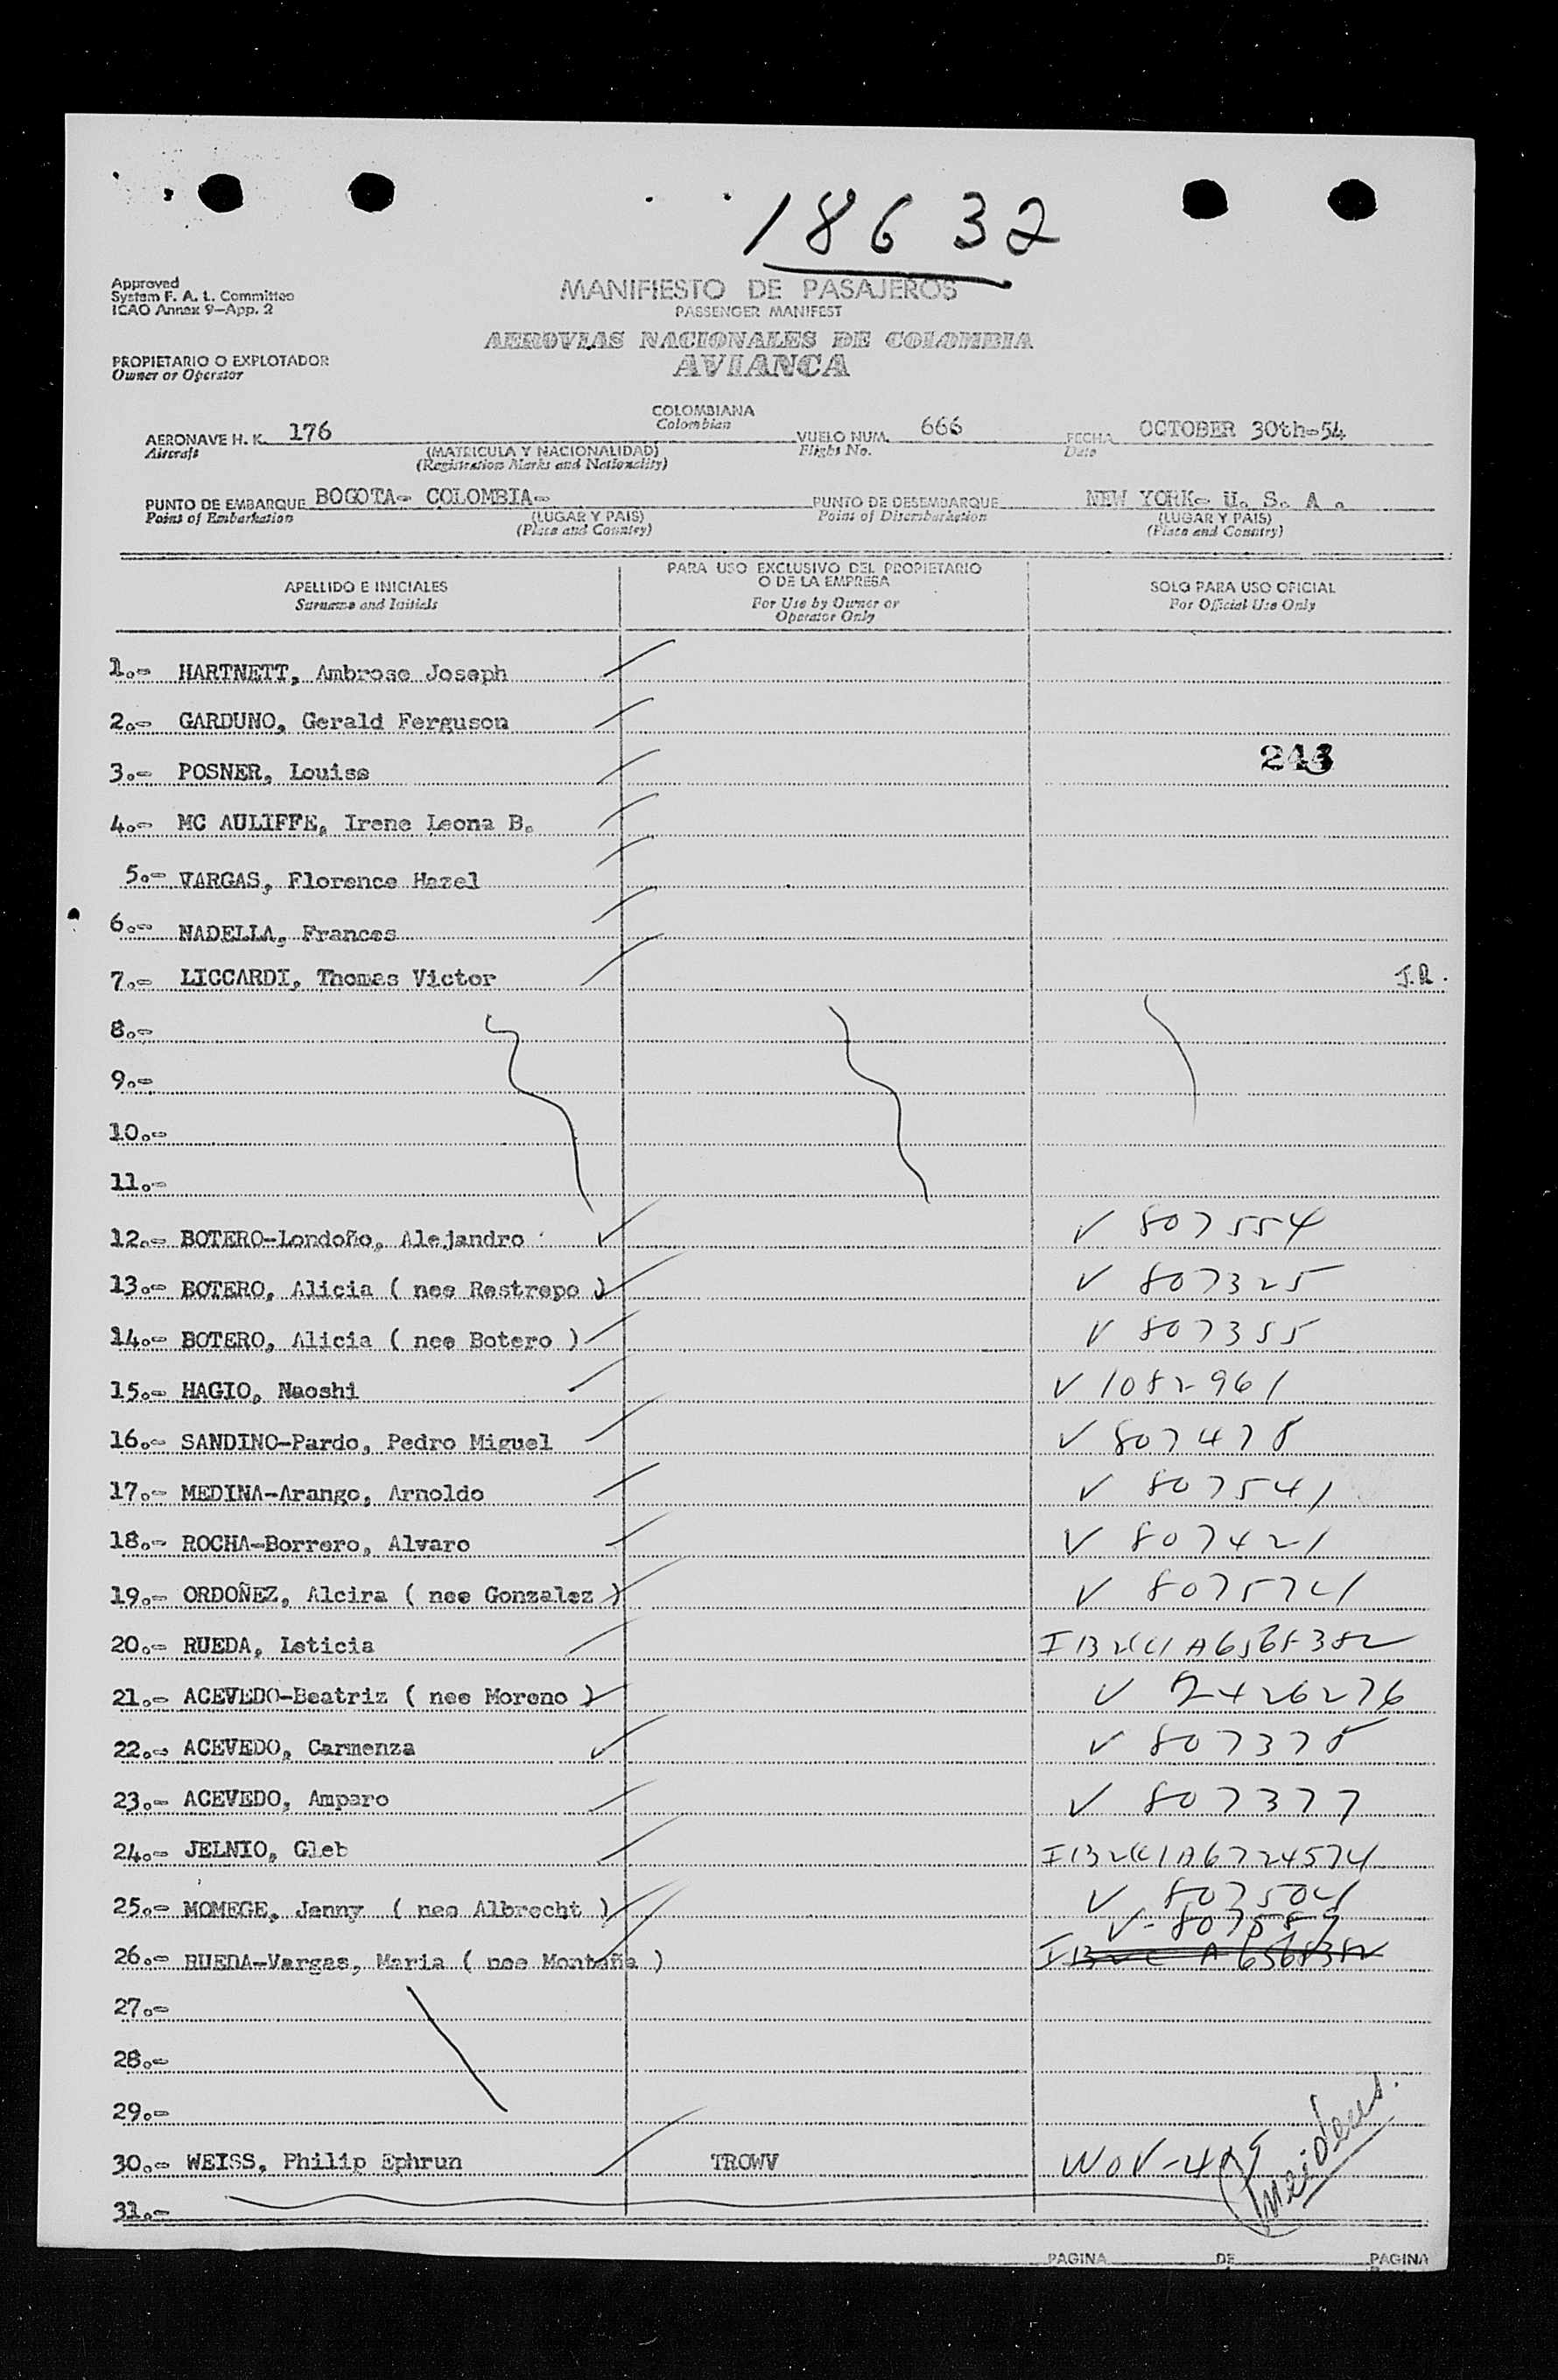 18632
Approved
System F. A. L. Committee
ICAO Annex 9-App. 2
MANIFIESTO DE PASAJEROS
PASSENGER MANIFEST
AEROVIAS NACIONALES DE COLOMBIA
AVIANCA
PROPIETARIO O EXPLOTADOR
Owner or Operator
COLOMBIANA
Colombian
AERONAVE H. K. 176 VUELO NUM. 666 FECHA OCTOBER 30th-54
Aircraft (MATRICULA Y NACIONALIDAD) Flight No. Date
(Registration Marks and Nationality)
PUNTO DE EMBARQUE BOGOTA- COLOMBIA- PUNTO DE DESEMBARQUE NEW YORK- U. S. A .
Point of Embarkation (LUGAR Y PAIS) Point of Disembarkation (LUGAR Y PAIS)
(Place and Country) (Place and Country)
APELLIDO E INICIALES PARA USO EXCLUSIVO DEL PROPIETARIO O DE LA EMPRESA SOLO PARA USO OFICIAL
Surname and Initials For Use by Owner or Operator Only For Official Use Only
1.- HARTNETT, Ambrose Joseph
2.- GARDUNO, Gerald Ferguson
3.- POSNER, Louise
4.- MC AULIFFE, Irene Leona B.
5.- VARGAS, Florence Hazel
6.- NADELLA, Frances
7.- LICCARDI, Thomas Victor
8.-
9.-
10.-
11.-
12.- BOTERO-Londoño, Alejandro V 807554
13.- BOTERO, Alicia ( nee Restrepo ) V 807325
14.- BOTERO, Alicia ( nee Botero ) V 807355
15.- HAGIO, Naoshi V 1082961
16.- SANDINO-Pardo, Pedro Miguel V 807478
17.- MEDINA-Arango, Arnoldo V 807541
18.- ROCHA-Borrero, Alvaro V 807421
19.- ORDOÑEZ, Alcira ( nee Gonzalez ) V
20.- RUEDA, Leticia A6568382
21.- ACEVEDO-Beatriz ( nee Moreno ) V 2426276
22.- ACEVEDO, Carmenza V 807378
23.- ACEVEDO, Amparo V 807377
24.- JELNIO, Gleb A6724574
25.- MOMEGE, Jenny ( nee Albrecht ) V
26.- RUEDA-Vargas, Maria ( nee Montaña ) A 6568382
27.-
28.-
29.-
30.- WEISS, Philip Ephrun TROWV
31.-
PAGINA DE PAGINA